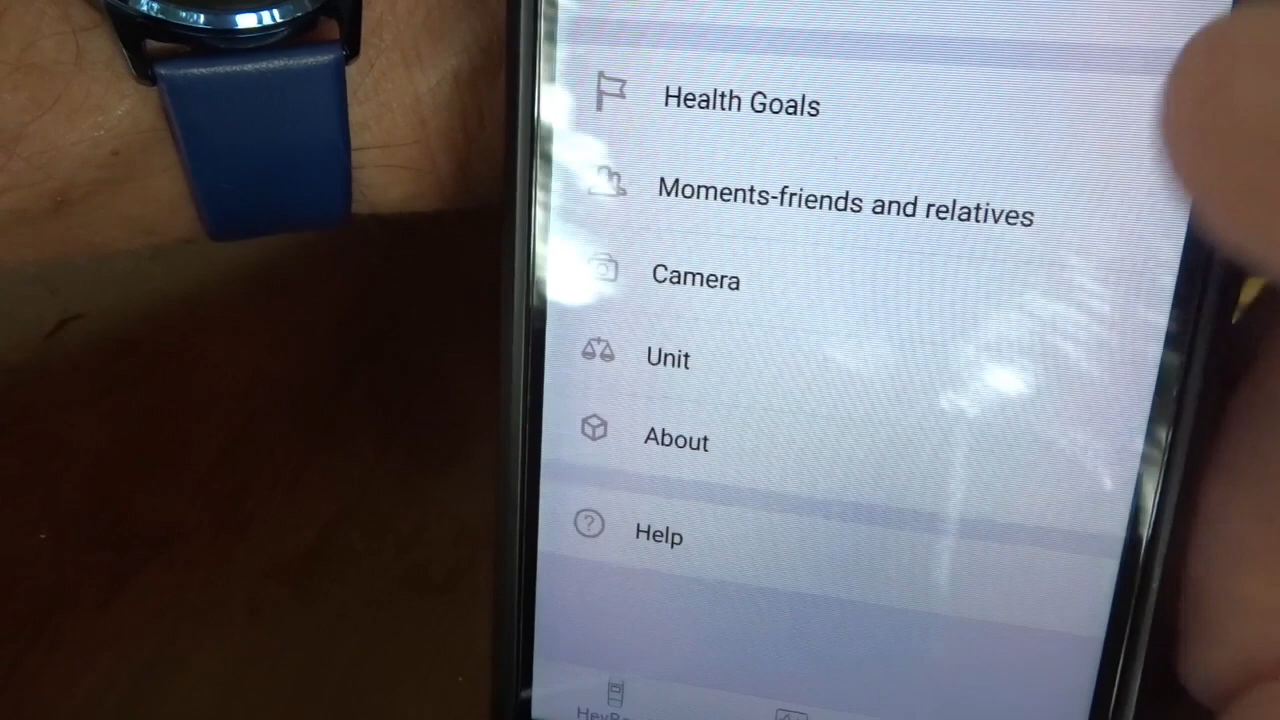 Health Goals
Moments-friends and relatives
Camera
Unit
About
Help